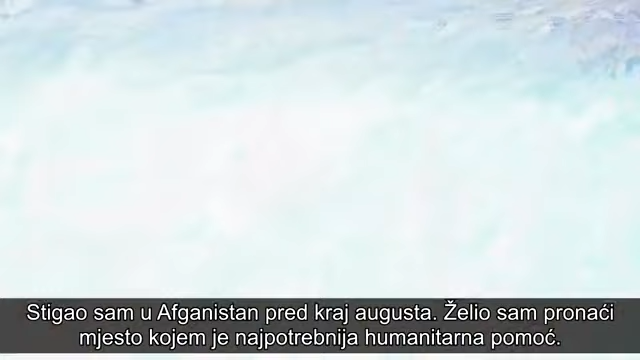 Stigao sam u Afganistan pred kraj augusta. Želio sam pronaći
mjesto kojem je najpotrebnija humanitarna pomoć.